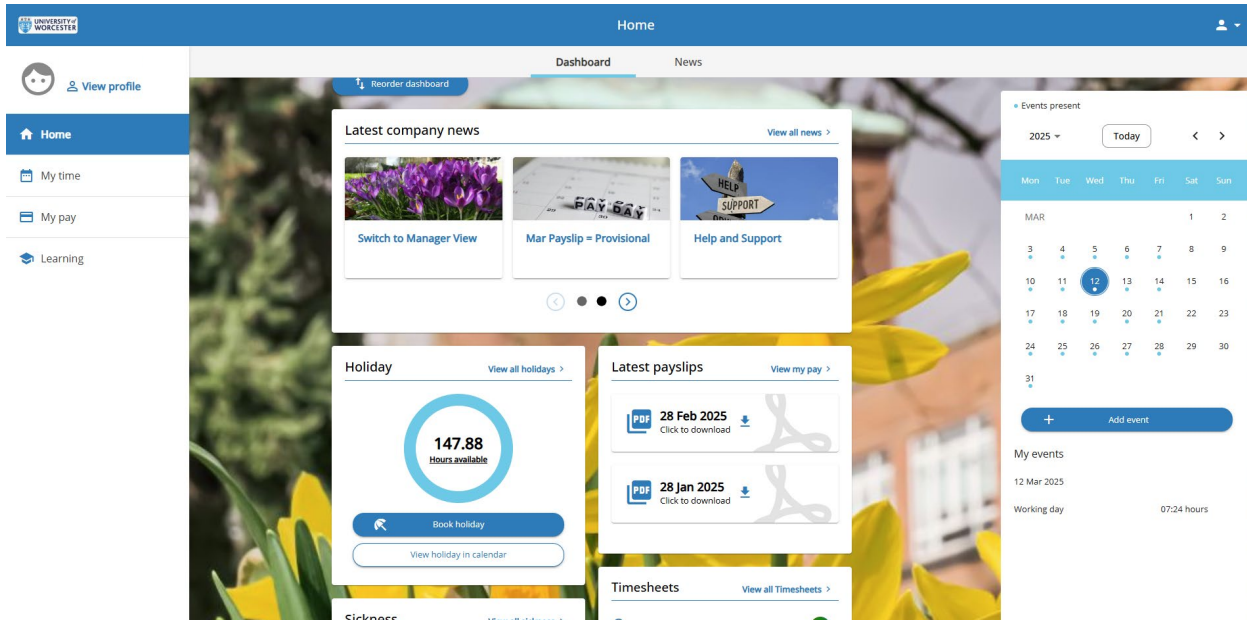 UNIVERSITY of
WORCESTER
Home
View profile
Home
My time
My pay
Learning
Dashboard
News
Reorder dashboard
Latest company news
View all news >
PAYDAY
HELP
SUPPORT
Switch to Manager View
Mar Payslip = Provisional
Help and Support
Holiday
View all holidays >
147.88
Hours available
Book holiday
View holiday in calendar
Latest payslips
View my pay >
PDF
28 Feb 2025
Click to download
PDF
28 Jan 2025
Click to download
Timesheets
View all Timesheets >
Sickness
Events present
2025
Today
Mon Tue Wed Thu Fri Sat Sun
MAR 1 2
3 4 5 6 7 8 9
10 11 12 13 14 15 16
17 18 19 20 21 22 23
24 25 26 27 28 29 30
31
+ Add event
My events
12 Mar 2025
Working day 07:24 hours